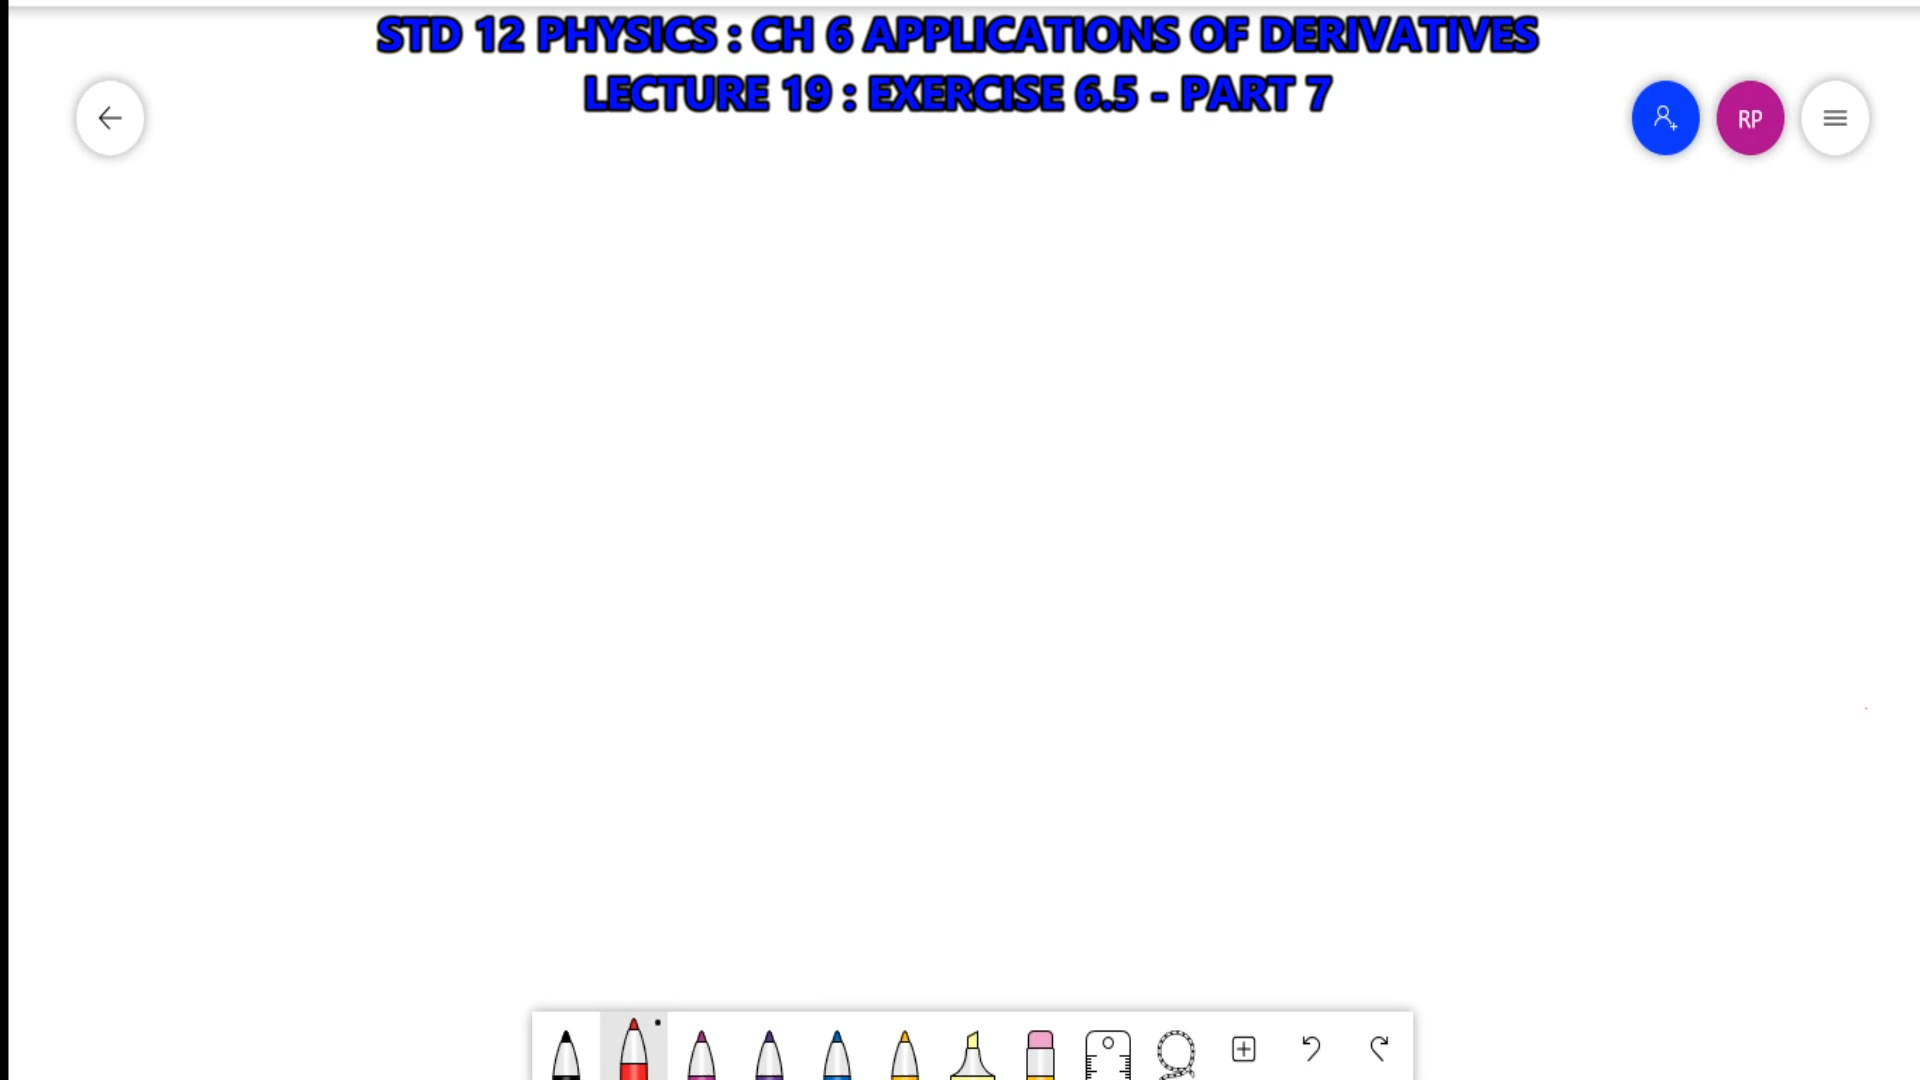 STD 12 PHYSICS : CH 6 APPLICATIONS OF DERIVATIVES
LECTURE 19 : EXERCISE 6.5 - PART 7
RP